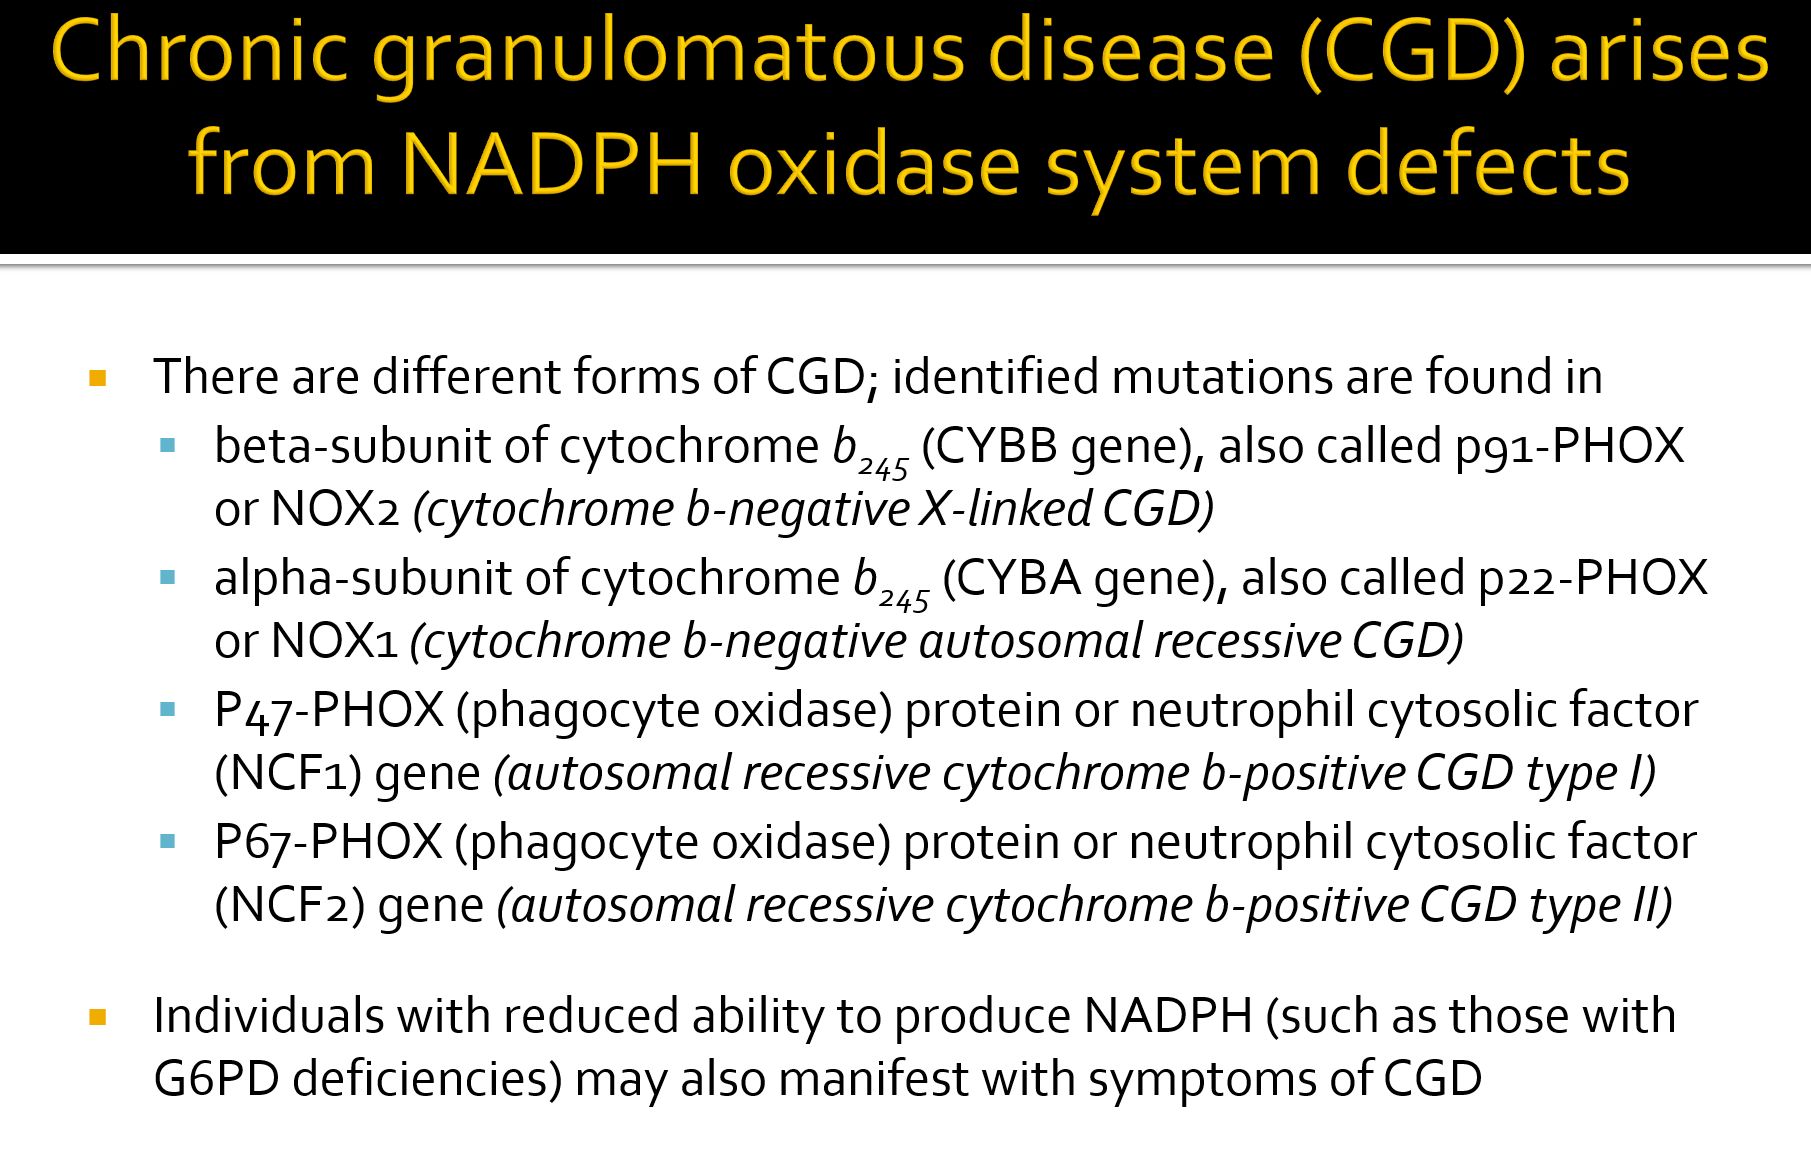 Chronic granulomatous disease (CGD) arises
from NADPH oxidase system defects
There are different forms of CGD; identified mutations are found in
beta-subunit of cytochrome b245 (CYBB gene), also called p91-PHOX
or NOX2 (cytochrome b-negative X-linked CGD)
alpha-subunit of cytochrome b245 (CYBA gene), also called p22-PHOX
or NOX1 (cytochrome b-negative autosomal recessive CGD)
P47-PHOX (phagocyte oxidase) protein or neutrophil cytosolic factor
(NCF1) gene (autosomal recessive cytochrome b-positive CGD type I)
P67-PHOX (phagocyte oxidase) protein or neutrophil cytosolic factor
(NCF2) gene (autosomal recessive cytochrome b-positive CGD type II)
Individuals with reduced ability to produce NADPH (such as those with
G6PD deficiencies) may also manifest with symptoms of CGD